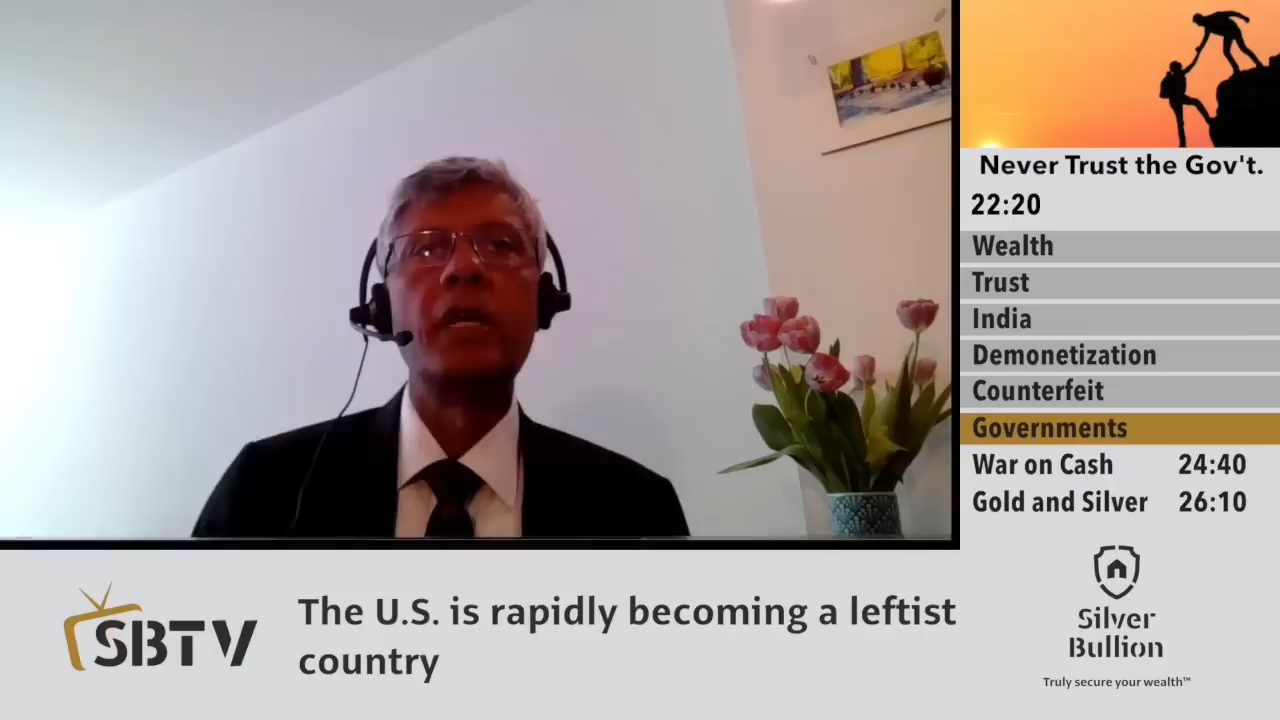 Never Trust the Gov't.
22:20
Wealth
Trust
India
Demonetization
Counterfeit
Governments
War on Cash 24:40
Gold and Silver 26:10
SBTV
The U.S. is rapidly becoming a leftist
country
Silver
Bullion
Truly secure your wealth™